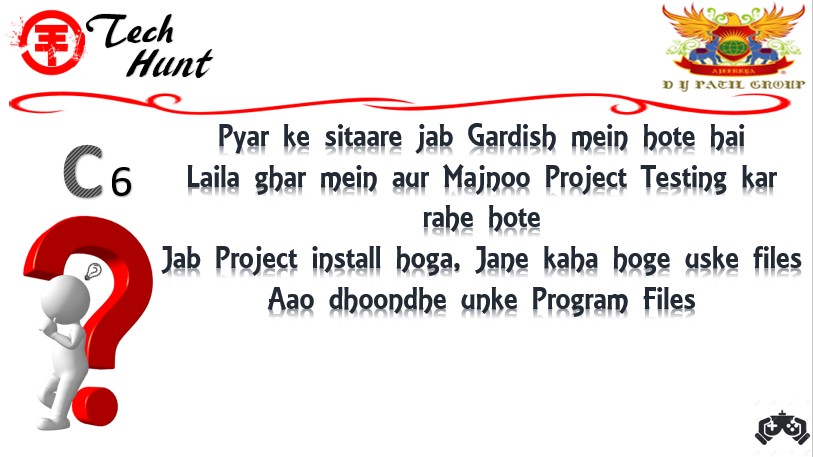 Tech
Hunt
AJEENKYA
D Y PATIL GROUP
C 6
Pyar ke sitaare jab Gardish mein hote hai
Laila ghar mein aur Majnoo Project Testing kar
rahe hote
Jab Project install hoga, Jane kaha hoge uske files
Aao dhoondhe unke Program Files